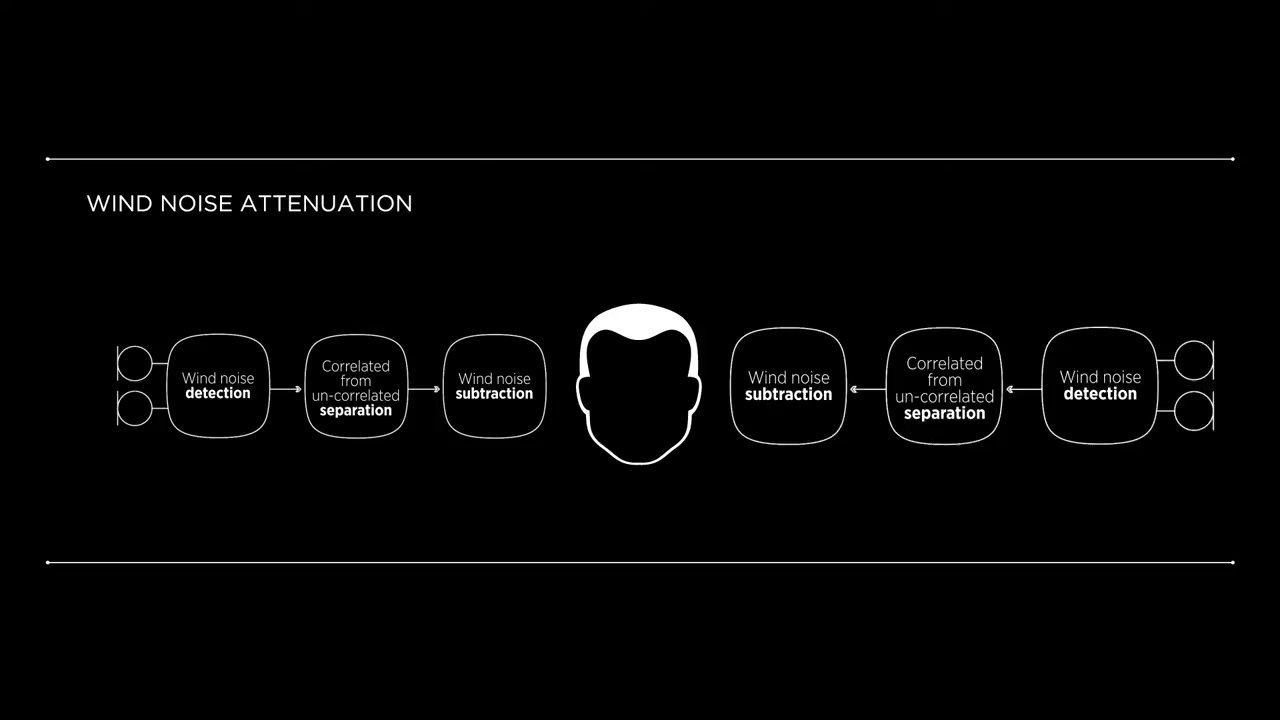 WIND NOISE ATTENUATION
Wind noise
detection
Correlated
from
un-correlated
separation
Wind noise
subtraction
Wind noise
subtraction
Correlated
from
un-correlated
separation
Wind noise
detection